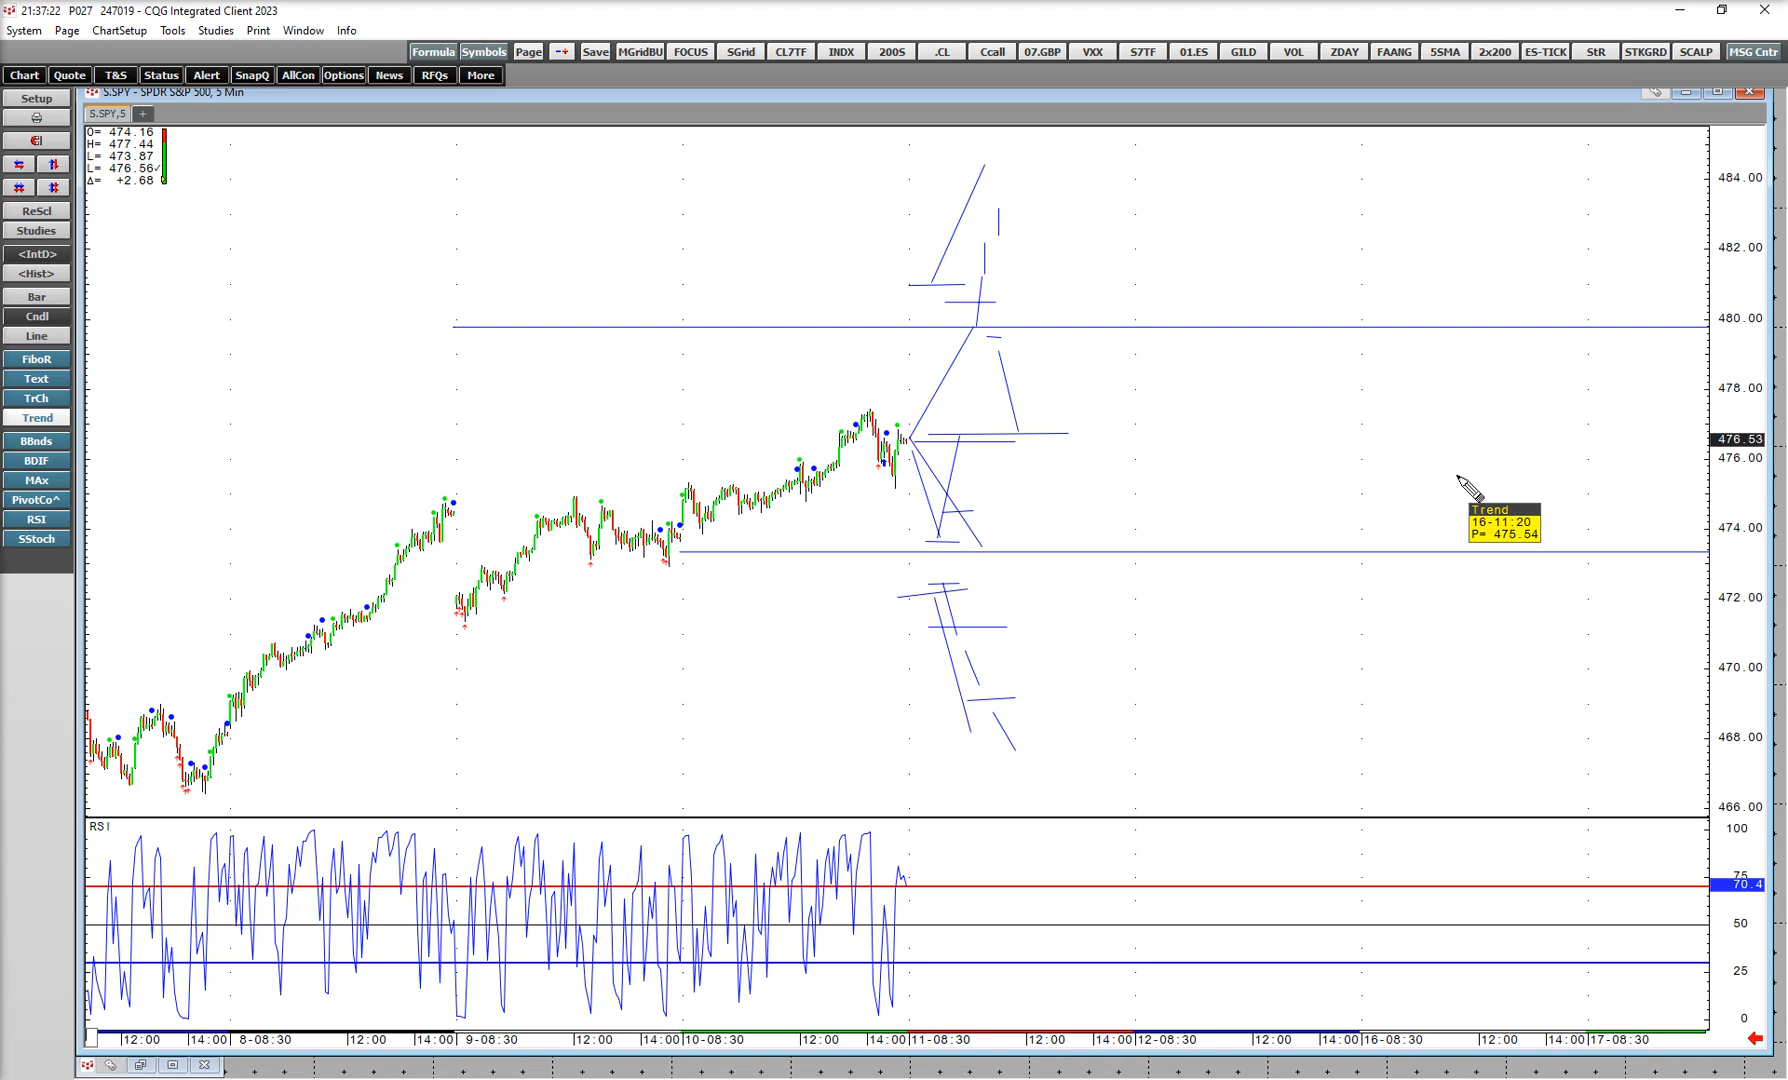 21:37:22 P027 247019 - CQG Integrated Client 2023
System Page ChartSetup Tools Studies Print Window Info
Formula Symbols Page -+ Save MGridBU FOCUS SGrid CL7TF INDX 200S .CL Ccall 07.GBP VXX S7TF 01.ES GILD VOL ZDAY FAANG 5SMA 2x200 ES-TICK StR STKGRD SCALP MSG Cntr
Chart Quote T&S Status Alert SnapQ AllCon Options News RFQs More
S.SPY - SPDR S&P 500, 5 Min
S.SPY,5 +
Setup
ReScl
Studies
<IntD>
<Hist>
Bar
Cndl
Line
FiboR
Text
TrCh
Trend
BBnds
BDIF
MAx
PivotCo^
RSI
SStoch
O= 474.16
H= 477.44
L= 473.87
L= 476.56✓
Δ= +2.68
484.00
482.00
480.00
478.00
476.53
476.00
474.00
472.00
470.00
468.00
466.00
Trend
16-11:20
P= 475.54
RSI
100
75
70.4
50
25
0
12:00 14:00 8-08:30 12:00 14:00 9-08:30 12:00 14:00 10-08:30 12:00 14:00 11-08:30 12:00 14:00 12-08:30 12:00 14:00 16-08:30 12:00 14:00 17-08:30